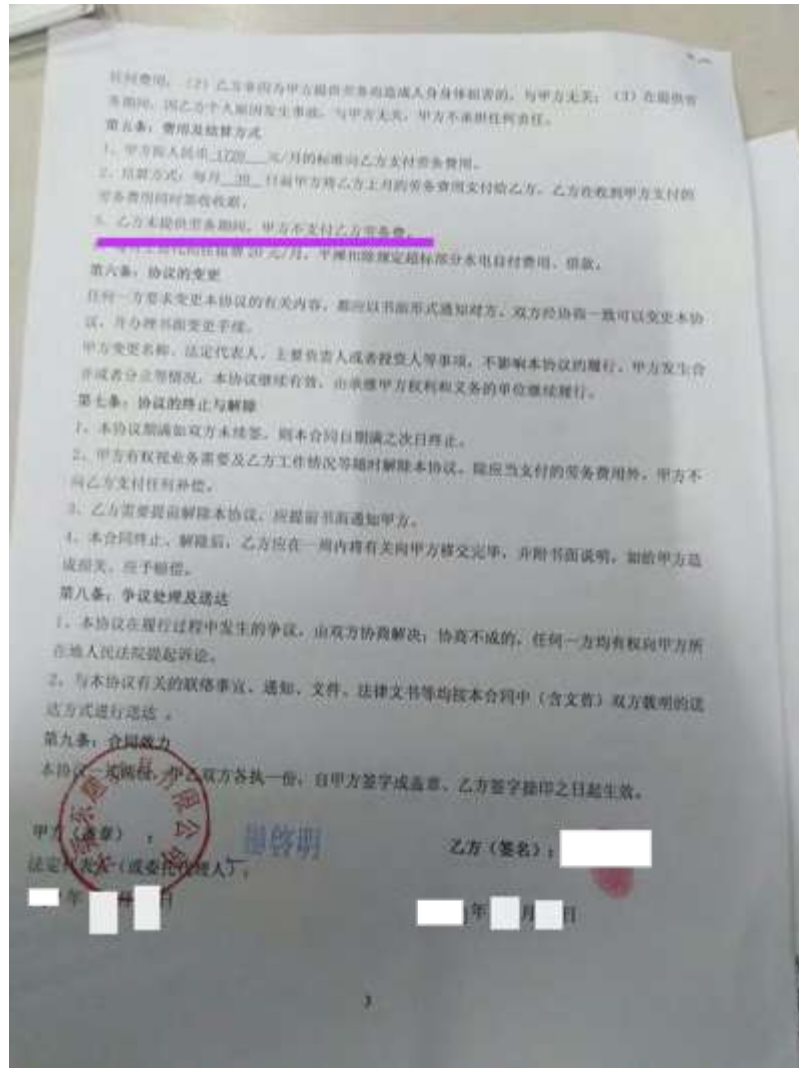 任何费用。（2）乙方非因为甲方提供劳务而造成人身身体损害的，与甲方无关；（3）在提供劳
务期间，因乙方个人原因发生事故，与甲方无关，甲方不承担任何责任。
第五条：费用及结算方式
1、甲方按人民币 1720 元/月的标准向乙方支付劳务费用。
2、结算方式：每月 30 日前甲方将乙方上月的劳务费用支付给乙方，乙方在收到甲方支付的
劳务费用同时签收收据。
3、乙方未提供劳务期间，甲方不支付乙方劳务费。
元/月，平摊扣除规定超标部分水电自付费用、借款。
第六条：协议的变更
任何一方要求变更本协议的有关内容，都应以书面形式通知对方，双方经协商一致可以变更本协
议，并办理书面变更手续。
甲方变更名称、法定代表人、主要负责人或者投资人等事项，不影响本协议的履行。甲方发生合
并或者分立等情况，本协议继续有效，由承继甲方权利和义务的单位继续履行。
第七条：协议的终止与解除
1、本协议期满如双方未续签，则本合同自期满之次日终止。
2、甲方有权视业务需要及乙方工作情况等随时解除本协议。除应当支付的劳务费用外，甲方不
向乙方支付任何补偿。
3、乙方需要提前解除本协议，应提前书面通知甲方。
4、本合同终止、解除后，乙方应在一周内将有关向甲方移交完毕，并附书面说明，如给甲方造
成损失，应予赔偿。
第八条：争议处理及送达
1、本协议在履行过程中发生的争议，由双方协商解决；协商不成的，任何一方均有权向甲方所
在地人民法院提起诉讼。
2、与本协议有关的联络事宜、通知、文件、法律文书等均按本合同中（含文首）双方载明的送
达方式进行送达 。
第九条：合同效力
本协议一式两份，甲乙双方各执一份，自甲方签字或盖章、乙方签字捺印之日起生效。
甲方（盖章）：
乙方（签名）：
法定代表人（或委托代理人）：
年
年 月 日
有限公司
3